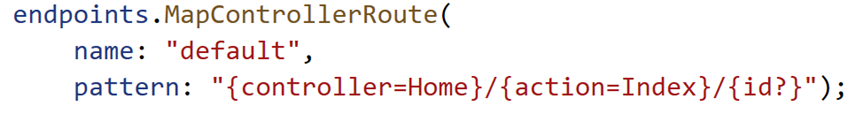 endpoints.MapControllerRoute(
    name: "default",
    pattern: "{controller=Home}/{action=Index}/{id?}");